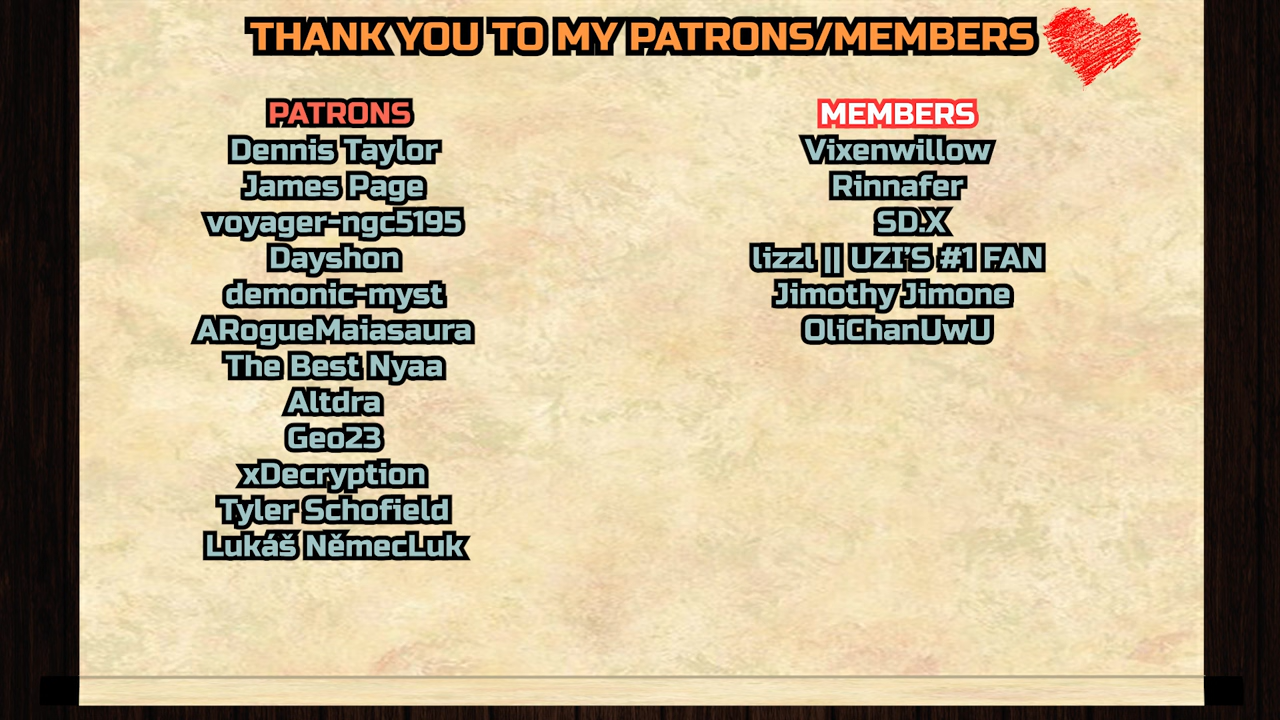 THANK YOU TO MY PATRONS/MEMBERS
PATRONS
Dennis Taylor
James Page
voyager-ngc5195
Dayshon
demonic-myst
ARogueMaiasaura
The Best Nyaa
Altdra
Geo23
xDecryption
Tyler Schofield
Lukáš NěmecLuk
MEMBERS
Vixenwillow
Rinnafer
SD.X
lizzl || UZI'S #1 FAN
Jimothy Jimone
OliChanUwU